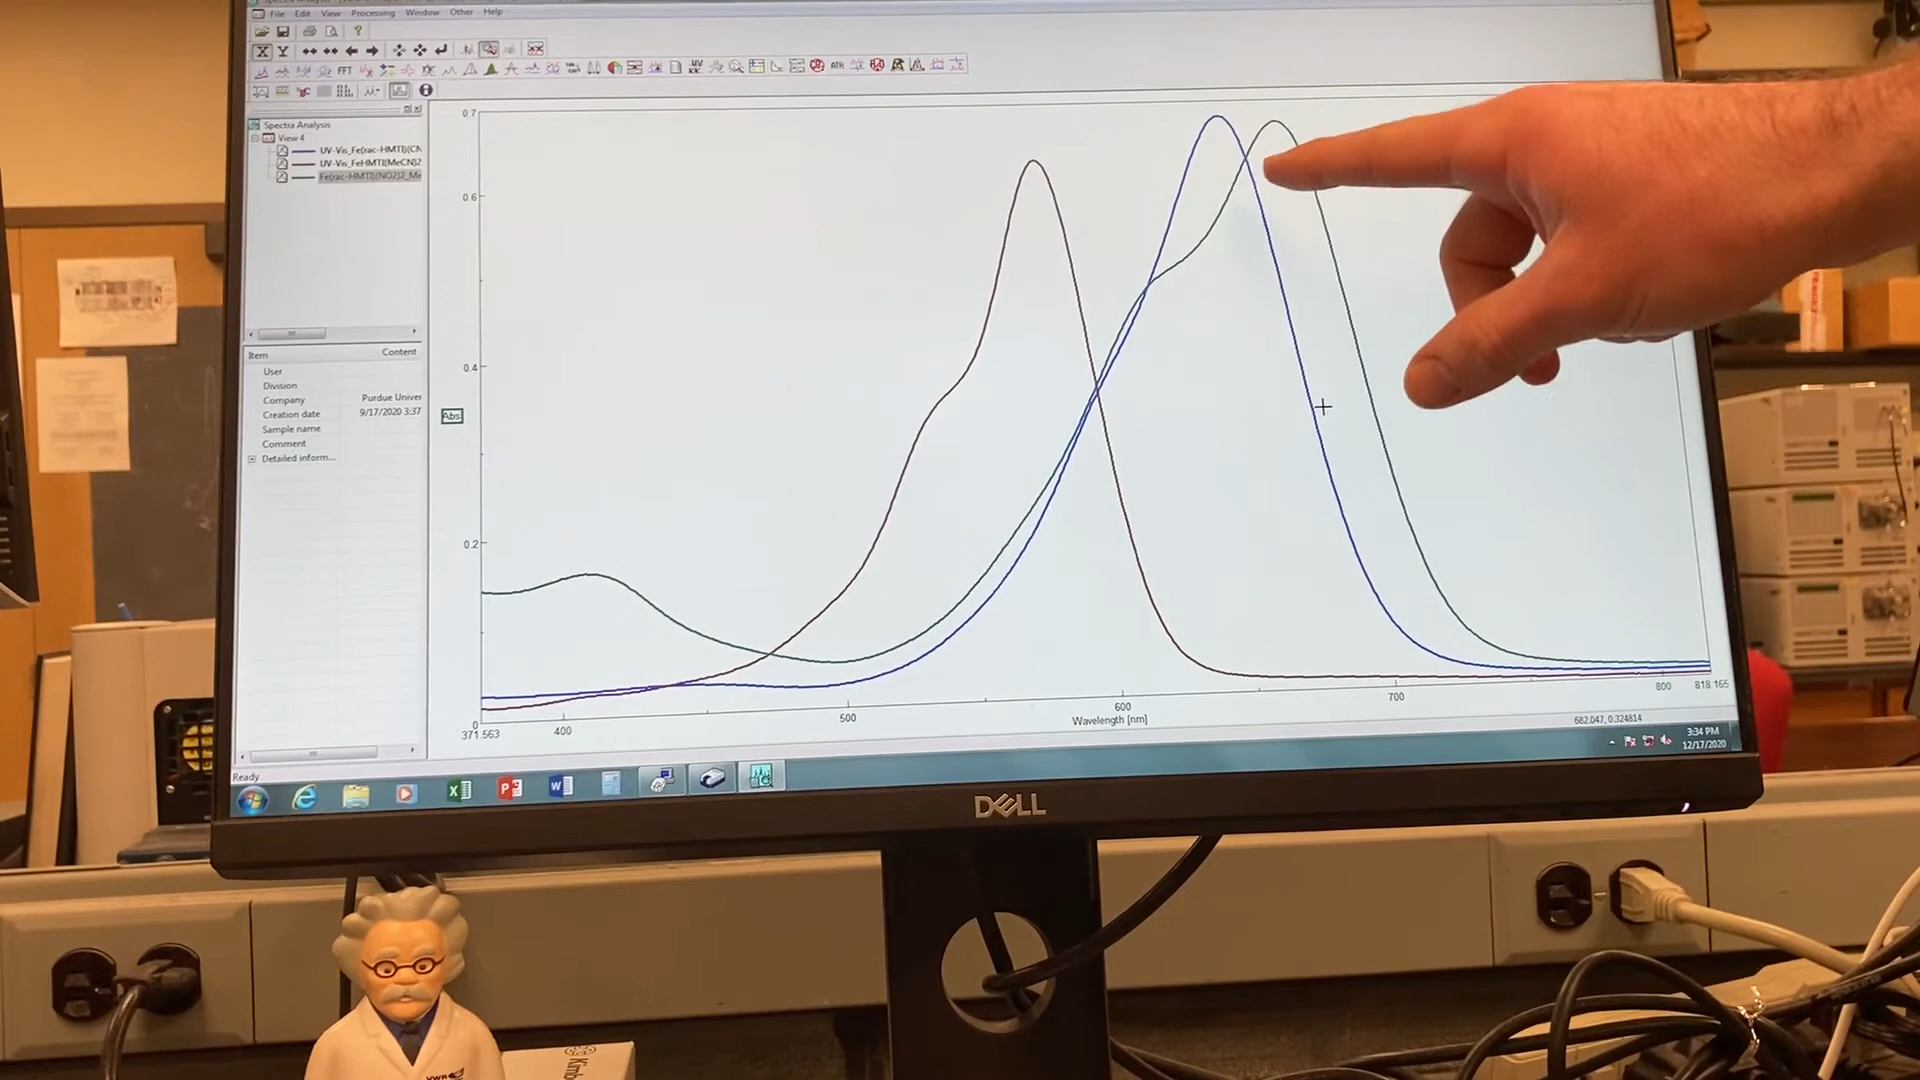 File Edit View Processing Window Other Help
FFT
ATR
Spectra Analysis
View 4
UV-Vis_Fe(rac-HMTI)(CN
UV-Vis_FeHMTI(MeCN)2
Fe(rac-HMTI)(NO2)2_Me
Item Content
User
Division
Company Purdue Univer
Creation date 9/17/2020 3:37
Sample name
Comment
Detailed inform...
0.7
0.6
0.4
Abs
0.2
0
371.563 400 500 600 700 800 818.165
Wavelength [nm]
682.047, 0.324814
Ready
3:34 PM
12/17/2020
DELL
VWR